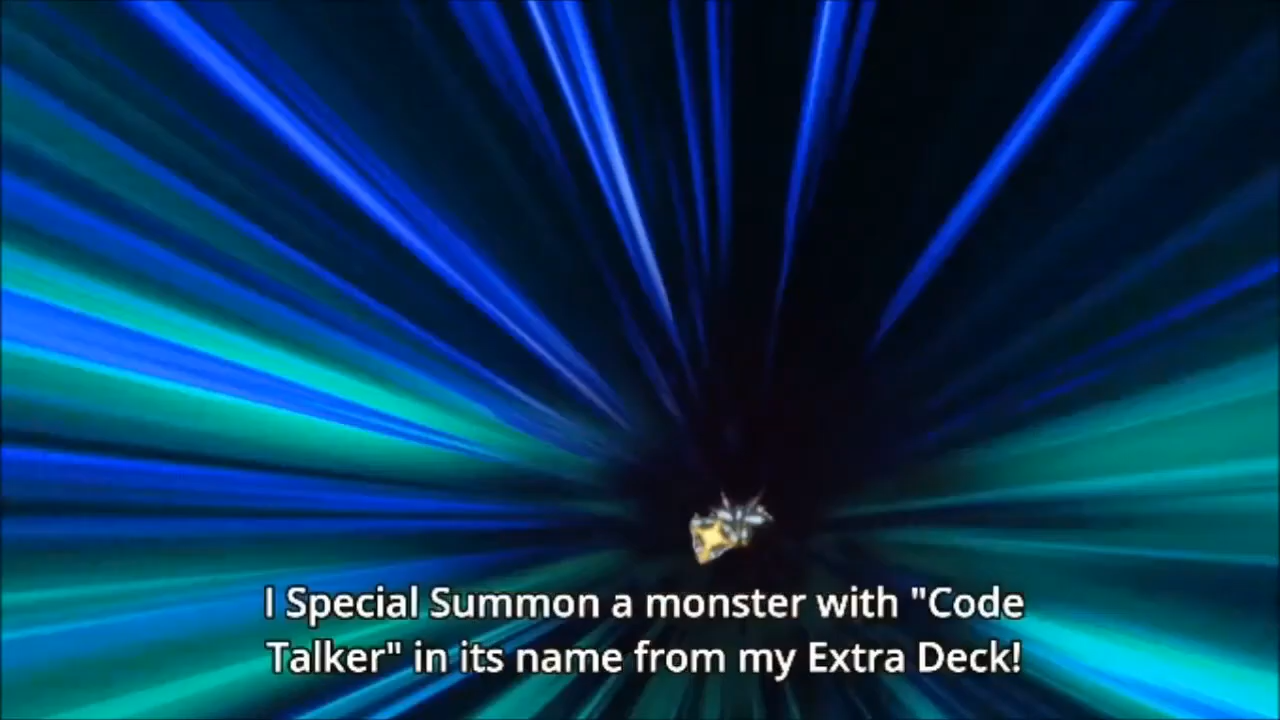 I Special Summon a monster with "Code
Talker" in its name from my Extra Deck!